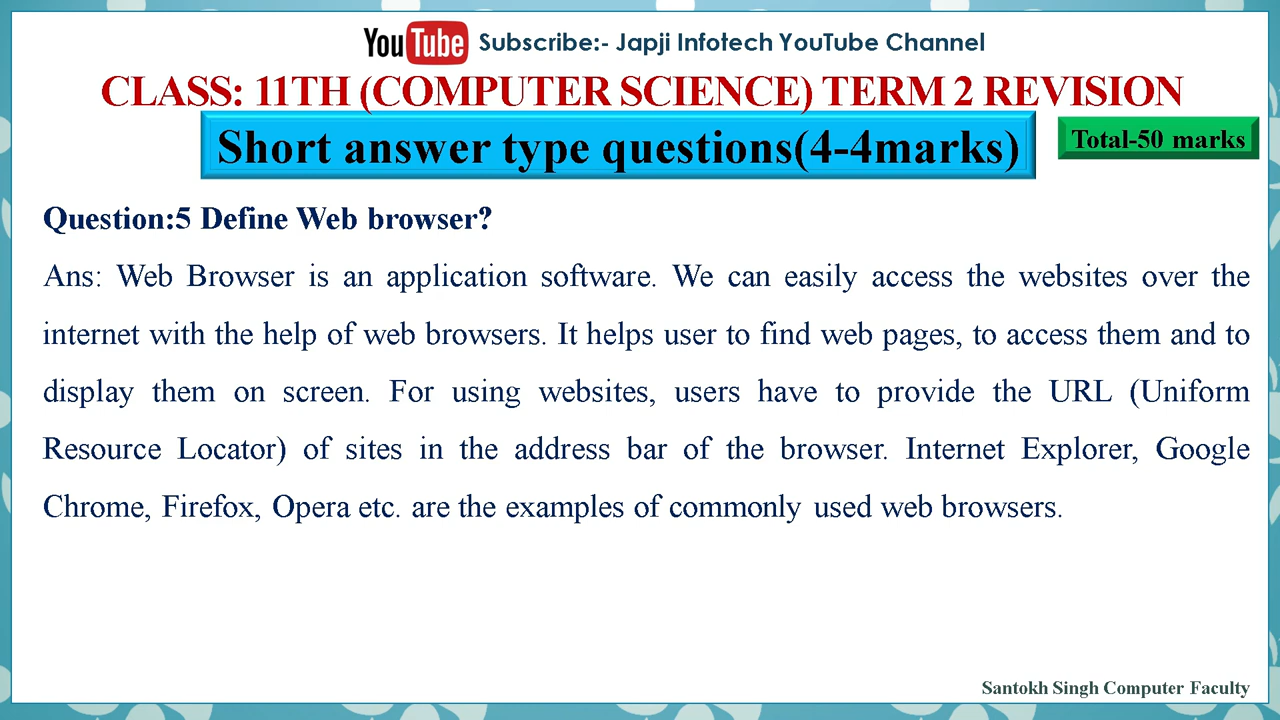 YouTube Subscribe:- Japji Infotech YouTube Channel
CLASS: 11TH (COMPUTER SCIENCE) TERM 2 REVISION
Short answer type questions(4-4marks)
Total-50 marks
Question:5 Define Web browser?
Ans: Web Browser is an application software. We can easily access the websites over the
internet with the help of web browsers. It helps user to find web pages, to access them and to
display them on screen. For using websites, users have to provide the URL (Uniform
Resource Locator) of sites in the address bar of the browser. Internet Explorer, Google
Chrome, Firefox, Opera etc. are the examples of commonly used web browsers.
Santokh Singh Computer Faculty